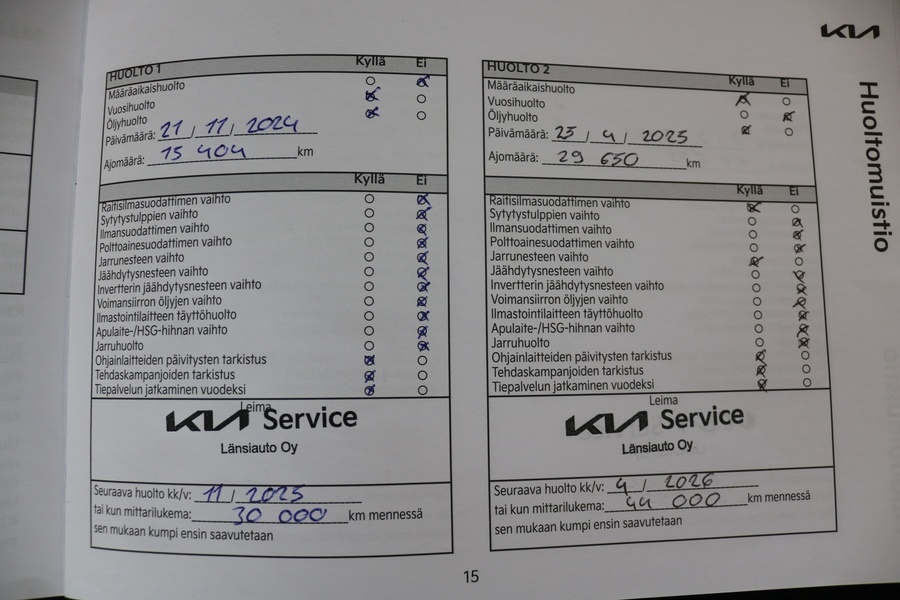 KIA
Huoltomuistio
HUOLTO 1 Kyllä Ei
Määräaikaishuolto
Vuosihuolto
Öljyhuolto
Päivämäärä: 21 / 11 / 2024
Ajomäärä: 15 404 km
Kyllä Ei
Raitisilmasuodattimen vaihto
Sytytystulppien vaihto
Ilmansuodattimen vaihto
Polttoainesuodattimen vaihto
Jarrunesteen vaihto
Jäähdytysnesteen vaihto
Invertterin jäähdytysnesteen vaihto
Voimansiirron öljyjen vaihto
Ilmastointilaitteen täyttöhuolto
Apulaite-/HSG-hihnan vaihto
Jarruhuolto
Ohjainlaitteiden päivitysten tarkistus
Tehdaskampanjoiden tarkistus
Tiepalvelun jatkaminen vuodeksi
Leima
KIA Service
Länsiauto Oy
Seuraava huolto kk/v: 11 / 2025
tai kun mittarilukema: 30 000 km mennessä
sen mukaan kumpi ensin saavutetaan
HUOLTO 2 Kyllä Ei
Määräaikaishuolto
Vuosihuolto
Öljyhuolto
Päivämäärä: 23 / 4 / 2025
Ajomäärä: 29 650 km
Kyllä Ei
Raitisilmasuodattimen vaihto
Sytytystulppien vaihto
Ilmansuodattimen vaihto
Polttoainesuodattimen vaihto
Jarrunesteen vaihto
Jäähdytysnesteen vaihto
Invertterin jäähdytysnesteen vaihto
Voimansiirron öljyjen vaihto
Ilmastointilaitteen täyttöhuolto
Apulaite-/HSG-hihnan vaihto
Jarruhuolto
Ohjainlaitteiden päivitysten tarkistus
Tehdaskampanjoiden tarkistus
Tiepalvelun jatkaminen vuodeksi
Leima
KIA Service
Länsiauto Oy
Seuraava huolto kk/v: 4 / 2026
tai kun mittarilukema: 44 000 km mennessä
sen mukaan kumpi ensin saavutetaan
15